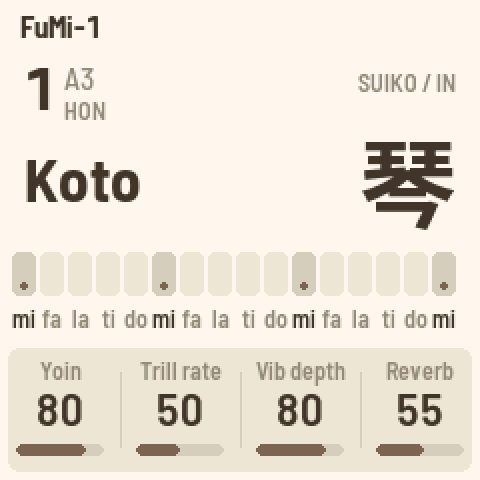 FuMi-1
1 A3 HON
SUIKO / IN
Koto
琴
mi fa la ti do mi fa la ti do mi fa la ti do mi
Yoin Trill rate Vib depth Reverb
80 50 80 55